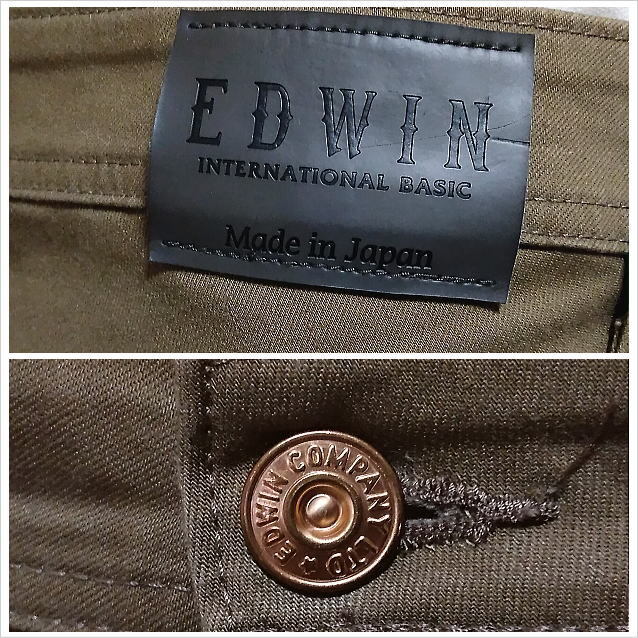 EDWIN
INTERNATIONAL BASIC
Made in Japan
EDWIN COMPANY LTD ★